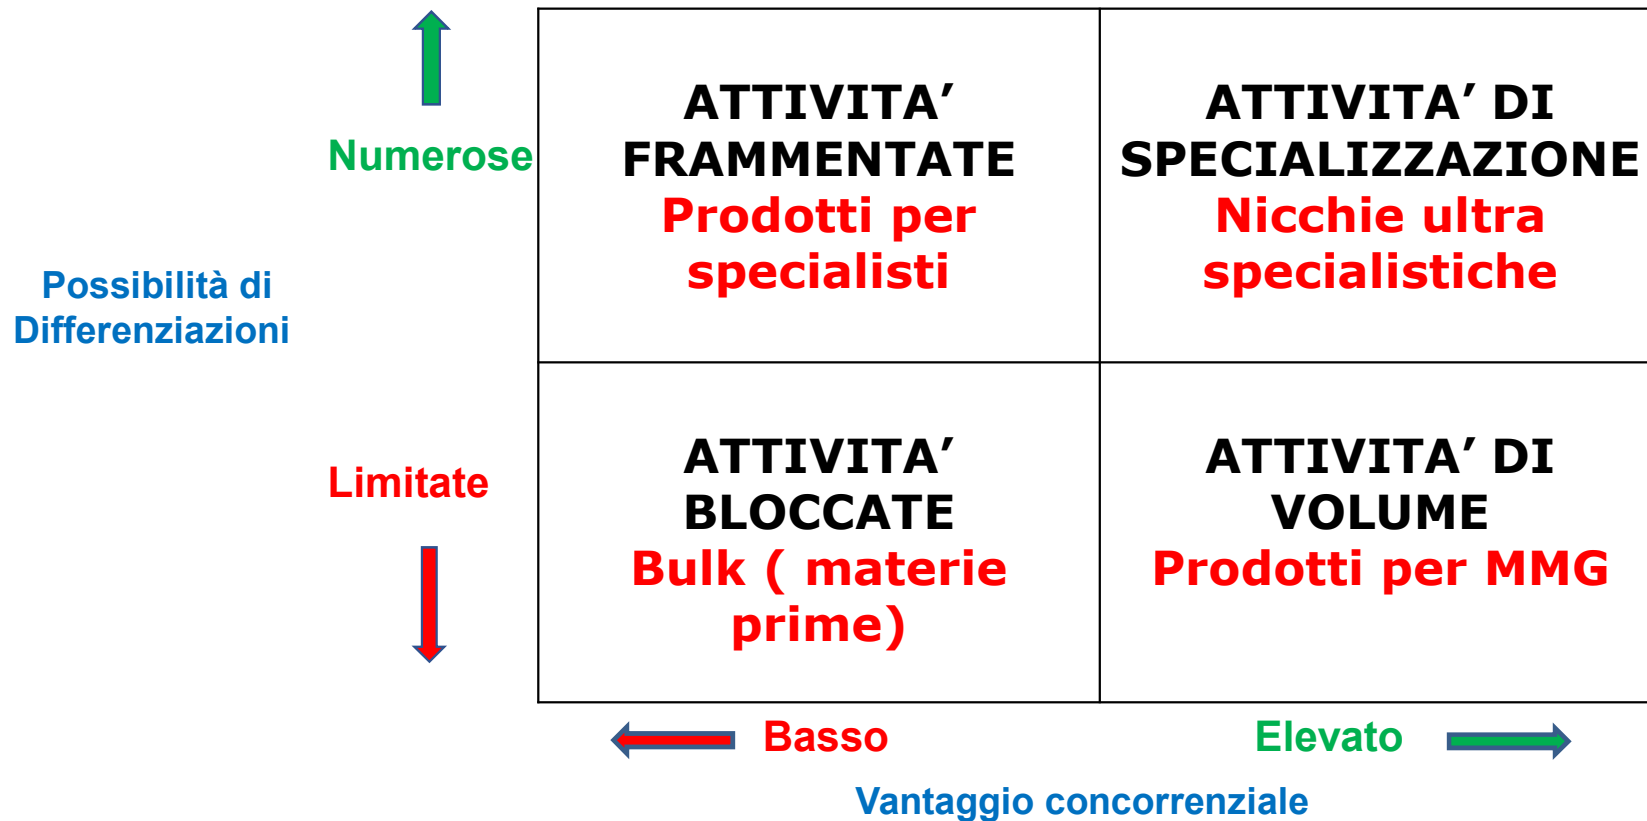 Numerose
Possibilità di
Differenziazioni
Limitate
ATTIVITA’
FRAMMENTATE
Prodotti per
specialisti
ATTIVITA’ DI
SPECIALIZZAZIONE
Nicchie ultra
specialistiche
ATTIVITA’
BLOCCATE
Bulk ( materie
prime)
ATTIVITA’ DI
VOLUME
Prodotti per MMG
Basso
Elevato
Vantaggio concorrenziale